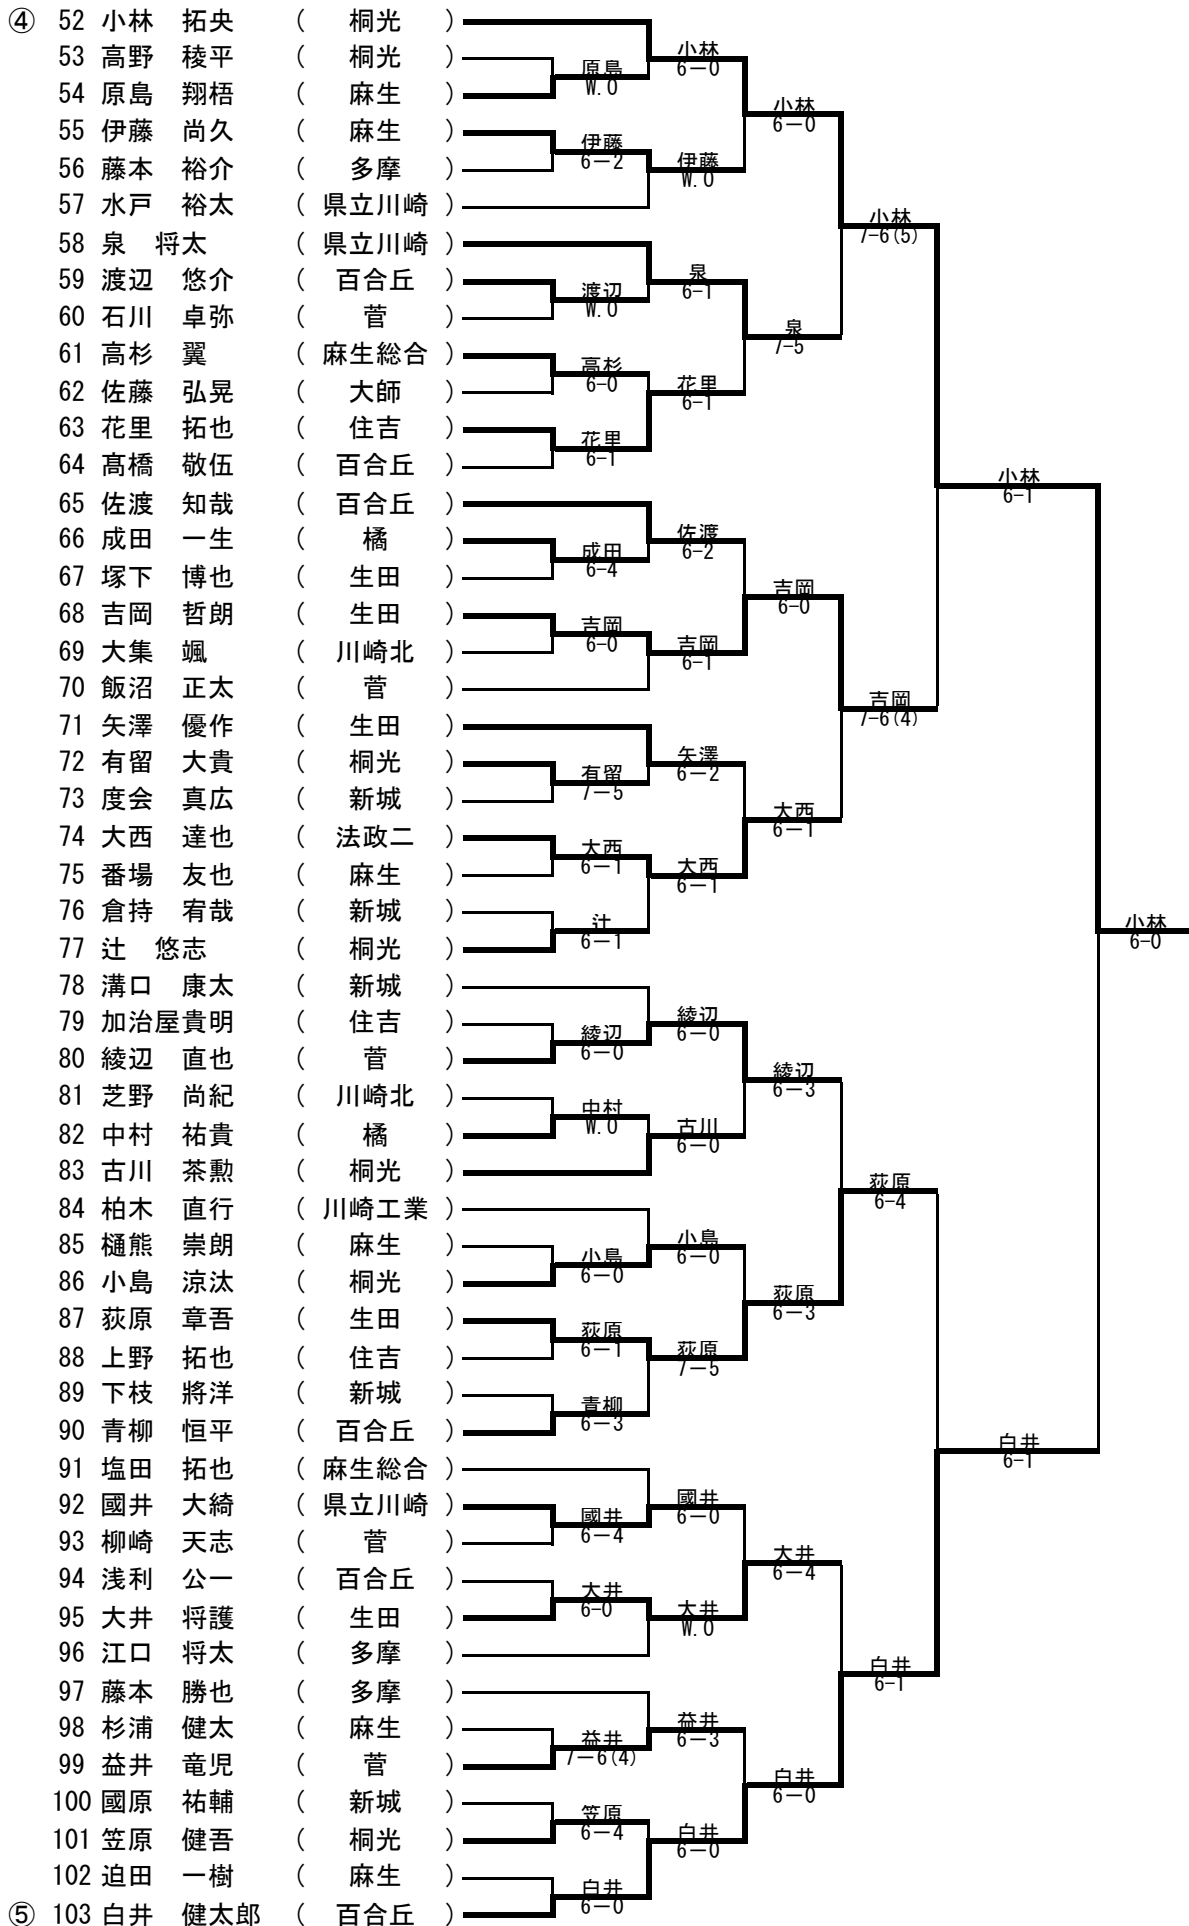 ④ 52 小林 拓央 ( 桐光 )
53 高野 稜平 ( 桐光 )
54 原島 翔梧 ( 麻生 )
55 伊藤 尚久 ( 麻生 )
56 藤本 裕介 ( 多摩 )
57 水戸 裕太 ( 県立川崎 )
58 泉 将太 ( 県立川崎 )
59 渡辺 悠介 ( 百合丘 )
60 石川 卓弥 ( 菅 )
61 高杉 翼 ( 麻生総合 )
62 佐藤 弘晃 ( 大師 )
63 花里 拓也 ( 住吉 )
64 髙橋 敬伍 ( 百合丘 )
65 佐渡 知哉 ( 百合丘 )
66 成田 一生 ( 橘 )
67 塚下 博也 ( 生田 )
68 吉岡 哲朗 ( 生田 )
69 大集 颯 ( 川崎北 )
70 飯沼 正太 ( 菅 )
71 矢澤 優作 ( 生田 )
72 有留 大貴 ( 桐光 )
73 度会 真広 ( 新城 )
74 大西 達也 ( 法政二 )
75 番場 友也 ( 麻生 )
76 倉持 宥哉 ( 新城 )
77 辻 悠志 ( 桐光 )
78 溝口 康太 ( 新城 )
79 加治屋貴明 ( 住吉 )
80 綾辺 直也 ( 菅 )
81 芝野 尚紀 ( 川崎北 )
82 中村 祐貴 ( 橘 )
83 古川 茶勲 ( 桐光 )
84 柏木 直行 ( 川崎工業 )
85 樋熊 崇朗 ( 麻生 )
86 小島 涼汰 ( 桐光 )
87 荻原 章吾 ( 生田 )
88 上野 拓也 ( 住吉 )
89 下枝 將洋 ( 新城 )
90 青柳 恒平 ( 百合丘 )
91 塩田 拓也 ( 麻生総合 )
92 國井 大綺 ( 県立川崎 )
93 柳崎 天志 ( 菅 )
94 浅利 公一 ( 百合丘 )
95 大井 将護 ( 生田 )
96 江口 将太 ( 多摩 )
97 藤本 勝也 ( 多摩 )
98 杉浦 健太 ( 麻生 )
99 益井 竜児 ( 菅 )
100 國原 祐輔 ( 新城 )
101 笠原 健吾 ( 桐光 )
102 迫田 一樹 ( 麻生 )
⑤ 103 白井 健太郎 ( 百合丘 )
原島
W.O
伊藤
6－2
渡辺
W.O
高杉
6-0
花里
6-1
成田
6-4
吉岡
6-0
有留
7－5
大西
6－1
辻
6－1
綾辺
6－0
中村
W.O
小島
6－0
荻原
6－1
青柳
6－3
國井
6－4
大井
6-0
益井
7－6(4)
笠原
6－4
白井
6－0
小林
6－0
伊藤
W.O
泉
6-1
花里
6-1
佐渡
6-2
吉岡
6-1
矢澤
6－2
大西
6－1
綾辺
6－0
古川
6－0
小島
6－0
荻原
7－5
國井
6－0
大井
W.O
益井
6－3
白井
6－0
小林
6－0
泉
7-5
吉岡
6-0
大西
6－1
綾辺
6－3
荻原
6－3
大井
6－4
白井
6－0
小林
7-6(5)
吉岡
7-6(4)
荻原
6-4
白井
6-1
小林
6-1
白井
6-1
小林
6-0